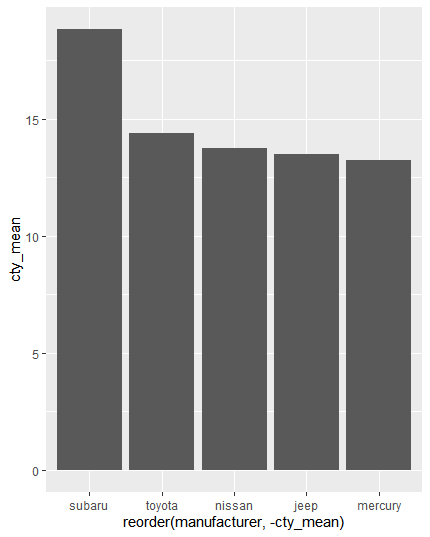 cty_mean
15
10
5
0
subaru toyota nissan jeep mercury
reorder(manufacturer, -cty_mean)